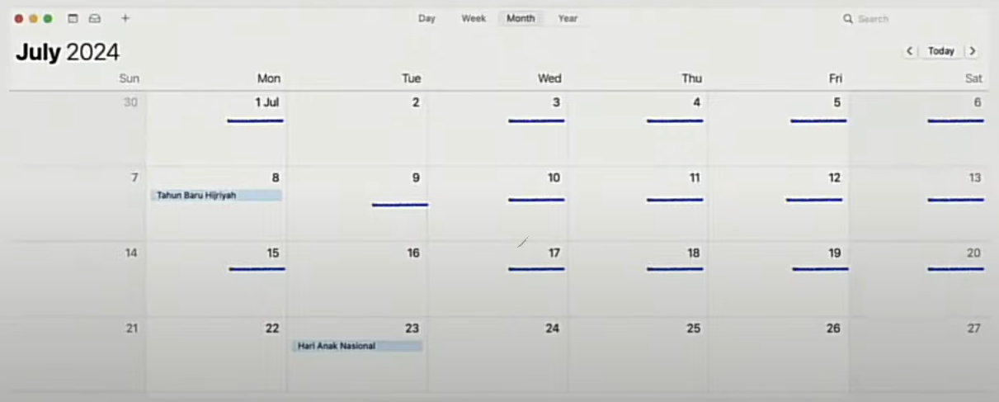 Day Week Month Year Search
July 2024
Today
Sun Mon Tue Wed Thu Fri Sat
30 1 Jul 2 3 4 5 6
7 8 9 10 11 12 13
Tahun Baru Hijriyah
14 15 16 17 18 19 20
21 22 23 24 25 26 27
Hari Anak Nasional